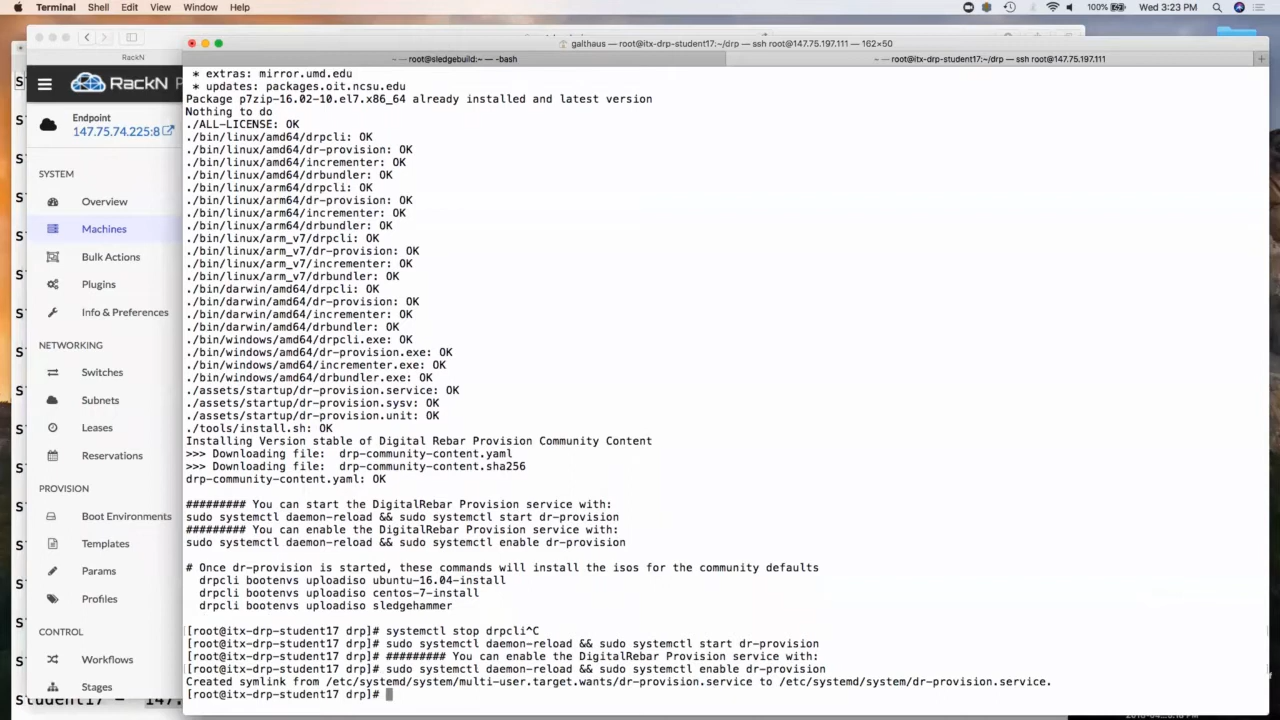 Terminal Shell Edit View Window Help
100% Wed 3:23 PM
RackN
galthaus — root@itx-drp-student17:~/drp — ssh root@147.75.197.111 — 162×50
~ — root@sledgebuild:~ — -bash
~ — root@itx-drp-student17:~/drp — ssh root@147.75.197.111
RackN
Endpoint
147.75.74.225:8
SYSTEM
Overview
Machines
Bulk Actions
Plugins
Info & Preferences
NETWORKING
Switches
Subnets
Leases
Reservations
PROVISION
Boot Environments
Templates
Params
Profiles
CONTROL
Workflows
Stages
* extras: mirror.umd.edu
* updates: packages.oit.ncsu.edu
Package p7zip-16.02-10.el7.x86_64 already installed and latest version
Nothing to do
./ALL-LICENSE: OK
./bin/linux/amd64/drpcli: OK
./bin/linux/amd64/dr-provision: OK
./bin/linux/amd64/incrementer: OK
./bin/linux/amd64/drbundler: OK
./bin/linux/arm64/drpcli: OK
./bin/linux/arm64/dr-provision: OK
./bin/linux/arm64/incrementer: OK
./bin/linux/arm64/drbundler: OK
./bin/linux/arm_v7/drpcli: OK
./bin/linux/arm_v7/dr-provision: OK
./bin/linux/arm_v7/incrementer: OK
./bin/linux/arm_v7/drbundler: OK
./bin/darwin/amd64/drpcli: OK
./bin/darwin/amd64/dr-provision: OK
./bin/darwin/amd64/incrementer: OK
./bin/darwin/amd64/drbundler: OK
./bin/windows/amd64/drpcli.exe: OK
./bin/windows/amd64/dr-provision.exe: OK
./bin/windows/amd64/incrementer.exe: OK
./bin/windows/amd64/drbundler.exe: OK
./assets/startup/dr-provision.service: OK
./assets/startup/dr-provision.sysv: OK
./assets/startup/dr-provision.unit: OK
./tools/install.sh: OK
Installing Version stable of Digital Rebar Provision Community Content
>>> Downloading file:  drp-community-content.yaml
>>> Downloading file:  drp-community-content.sha256
drp-community-content.yaml: OK
######### You can start the DigitalRebar Provision service with:
sudo systemctl daemon-reload && sudo systemctl start dr-provision
######### You can enable the DigitalRebar Provision service with:
sudo systemctl daemon-reload && sudo systemctl enable dr-provision
# Once dr-provision is started, these commands will install the isos for the community defaults
drpcli bootenvs uploadiso ubuntu-16.04-install
drpcli bootenvs uploadiso centos-7-install
drpcli bootenvs uploadiso sledgehammer
[[root@itx-drp-student17 drp]# systemctl stop drpcli^C
[[root@itx-drp-student17 drp]# sudo systemctl daemon-reload && sudo systemctl start dr-provision
[[root@itx-drp-student17 drp]# ######### You can enable the DigitalRebar Provision service with:
[[root@itx-drp-student17 drp]# sudo systemctl daemon-reload && sudo systemctl enable dr-provision
Created symlink from /etc/systemd/system/multi-user.target.wants/dr-provision.service to /etc/systemd/system/dr-provision.service.
[[root@itx-drp-student17 drp]#
student17 = 147.